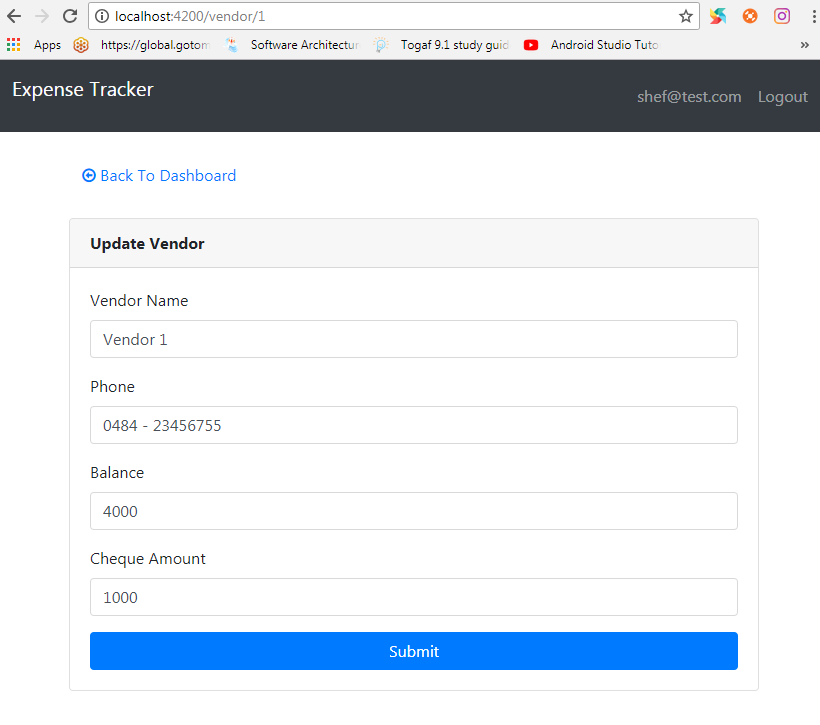 localhost:4200/vendor/1
Apps https://global.gotom Software Architectur Togaf 9.1 study guid Android Studio Tuto »
Expense Tracker
shef@test.com Logout
Back To Dashboard
Update Vendor
Vendor Name
Vendor 1
Phone
0484 - 23456755
Balance
4000
Cheque Amount
1000
Submit